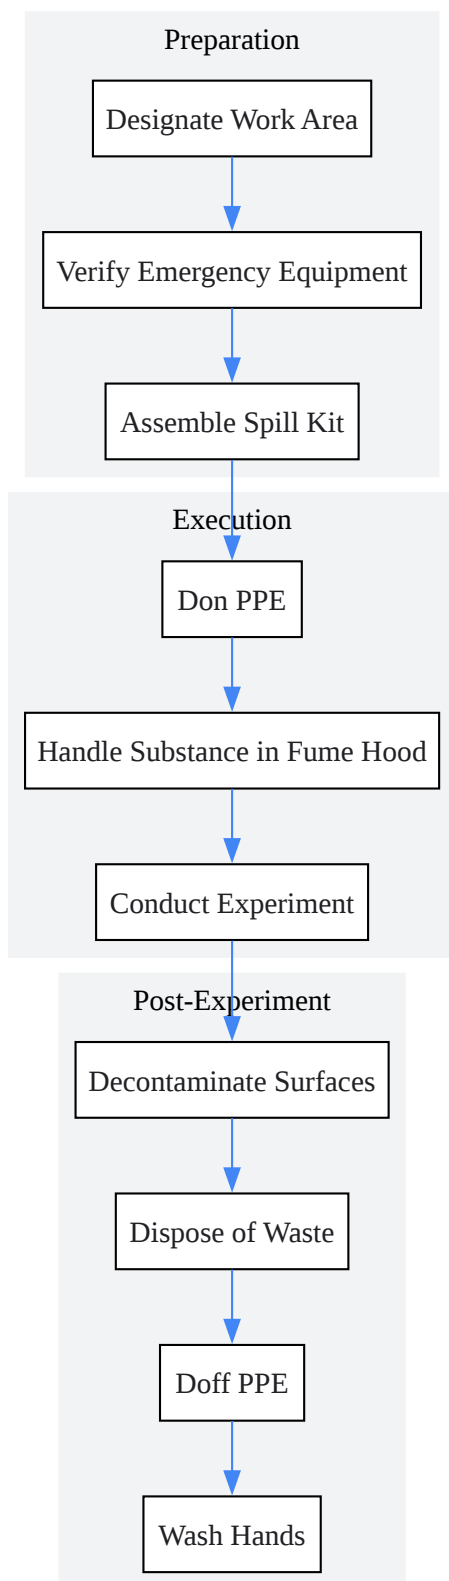 Preparation
Designate Work Area
Verify Emergency Equipment
Assemble Spill Kit
Execution
Don PPE
Handle Substance in Fume Hood
Conduct Experiment
Post-Experiment
Decontaminate Surfaces
Dispose of Waste
Doff PPE
Wash Hands